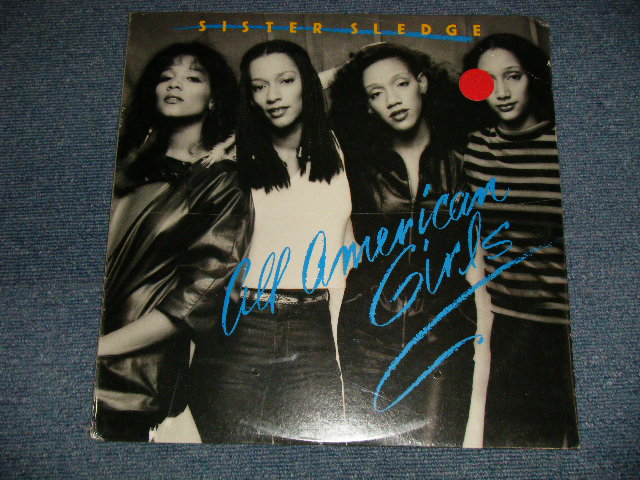 SISTER SLEDGE
All American
Girls